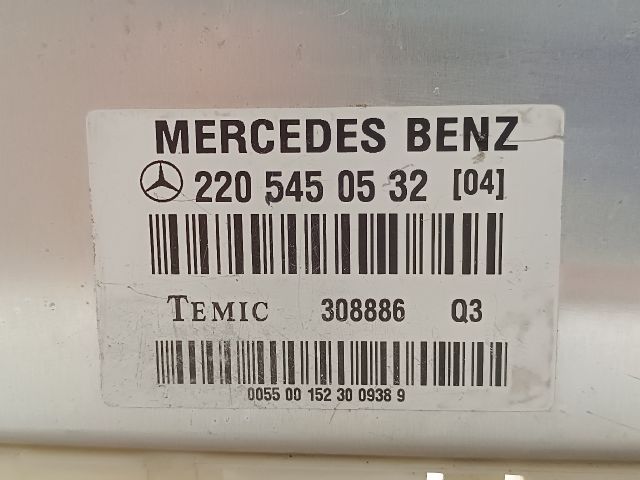 MERCEDES BENZ
220 545 05 32 [04]
TEMIC 308886 Q3
0055 00 152 30 0938 9